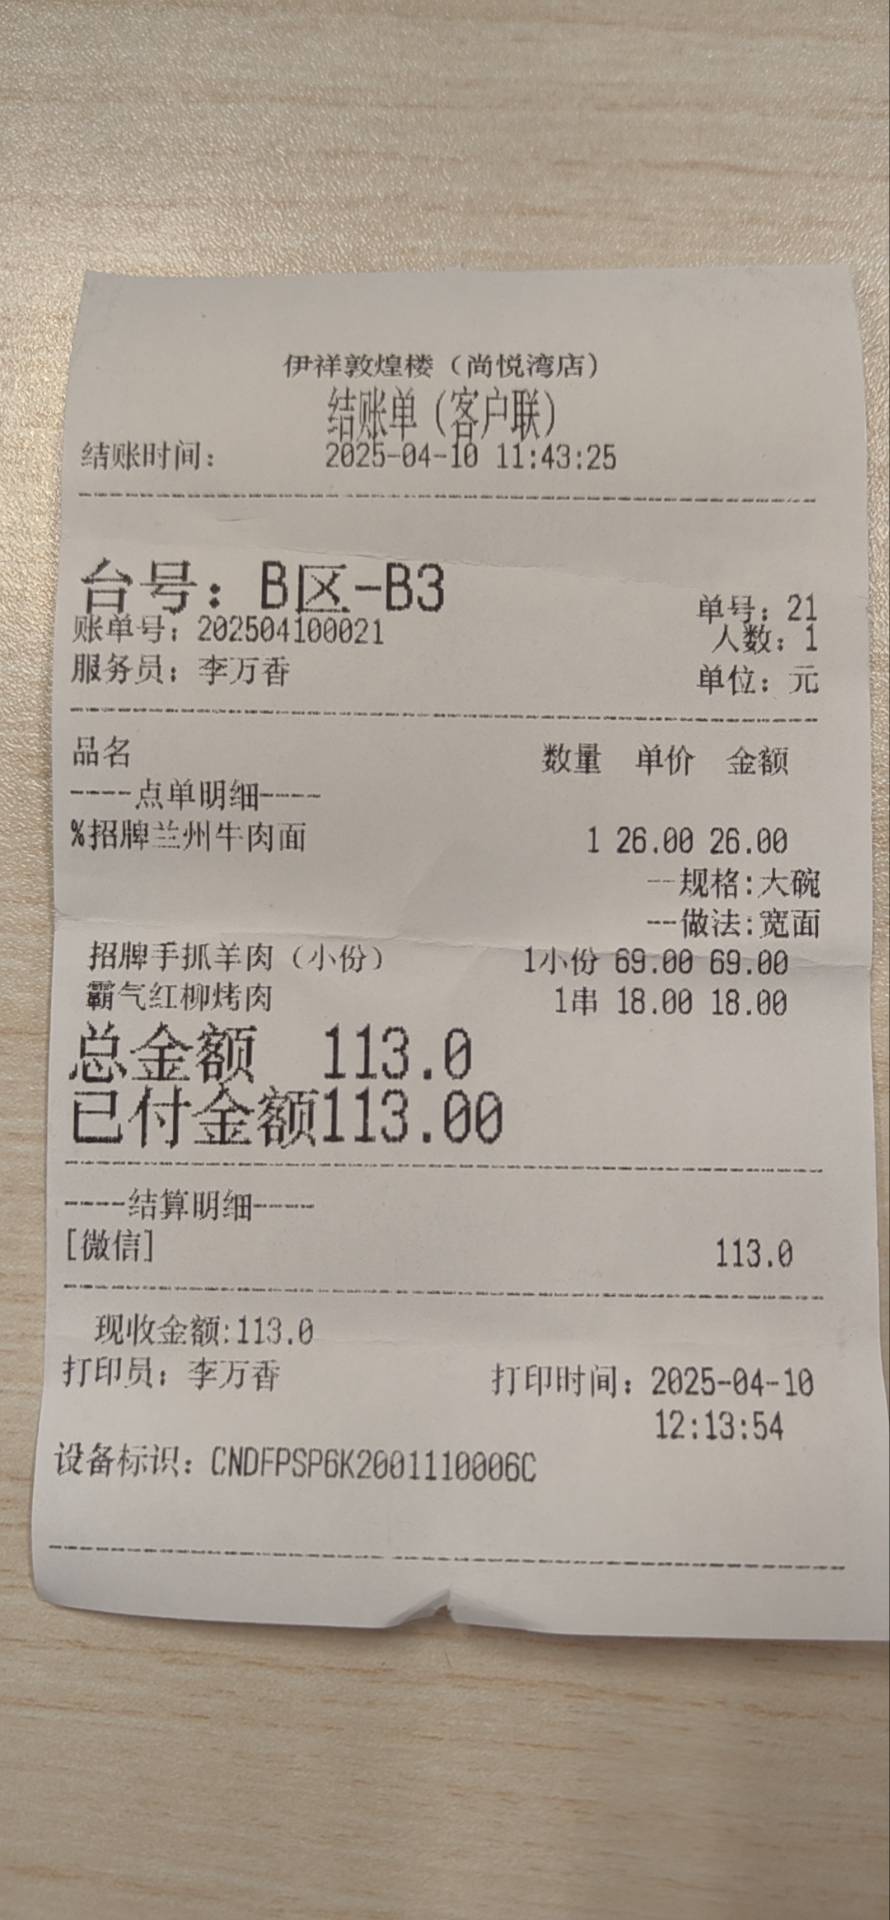 伊祥敦煌楼（尚悦湾店）
结账单（客户联）
结账时间： 2025-04-10 11:43:25
台号：B区-B3
单号：21
账单号：202504100021
人数：1
服务员：李万香
单位：元
品名 数量 单价 金额
----点单明细----
%招牌兰州牛肉面 1 26.00 26.00
--规格:大碗
--做法:宽面
招牌手抓羊肉（小份） 1小份 69.00 69.00
霸气红柳烤肉 1串 18.00 18.00
总金额 113.0
已付金额113.00
----结算明细----
[微信] 113.0
现收金额:113.0
打印员：李万香 打印时间：2025-04-10
12:13:54
设备标识：CNDFPSP6K2001110006C